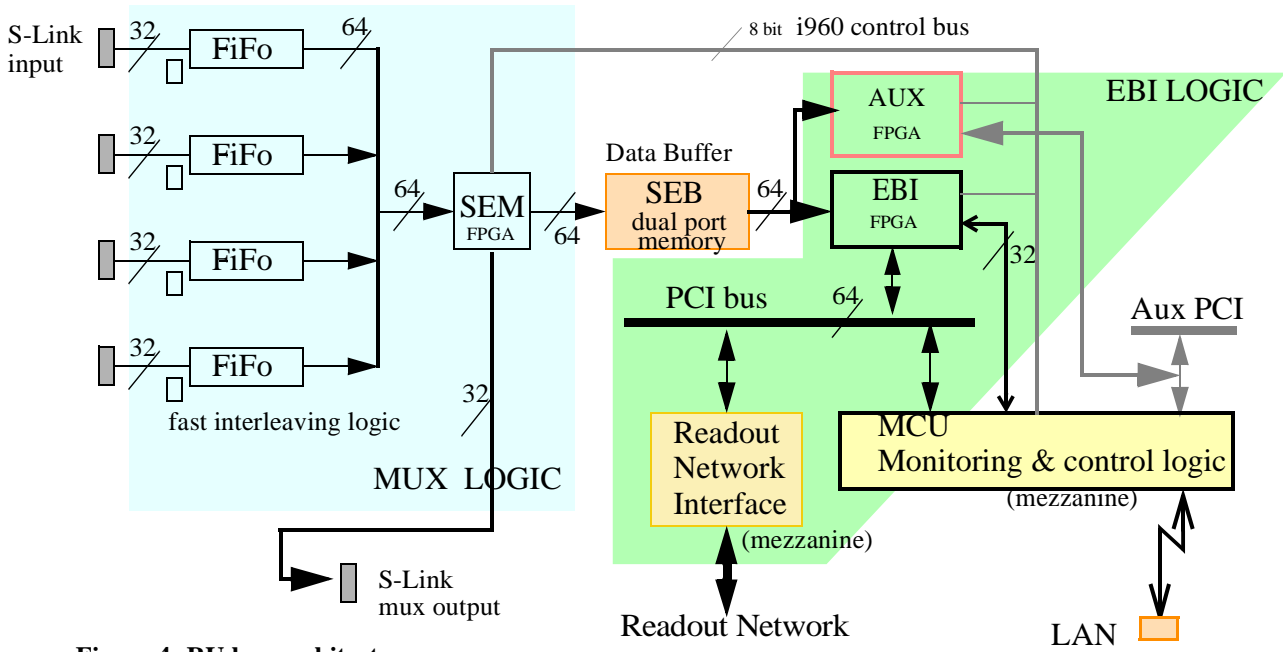 S-Link
input
32
FiFo
64
8 bit i960 control bus
EBI LOGIC
AUX
FPGA
32
FiFo
Data Buffer
64
SEM
FPGA
64
SEB
dual port
memory
64
EBI
FPGA
32
32
FiFo
PCI bus
64
Aux PCI
32
FiFo
fast interleaving logic
32
MUX LOGIC
Readout
Network
Interface
(mezzanine)
MCU
Monitoring & control logic
(mezzanine)
S-Link
mux output
Readout Network
LAN